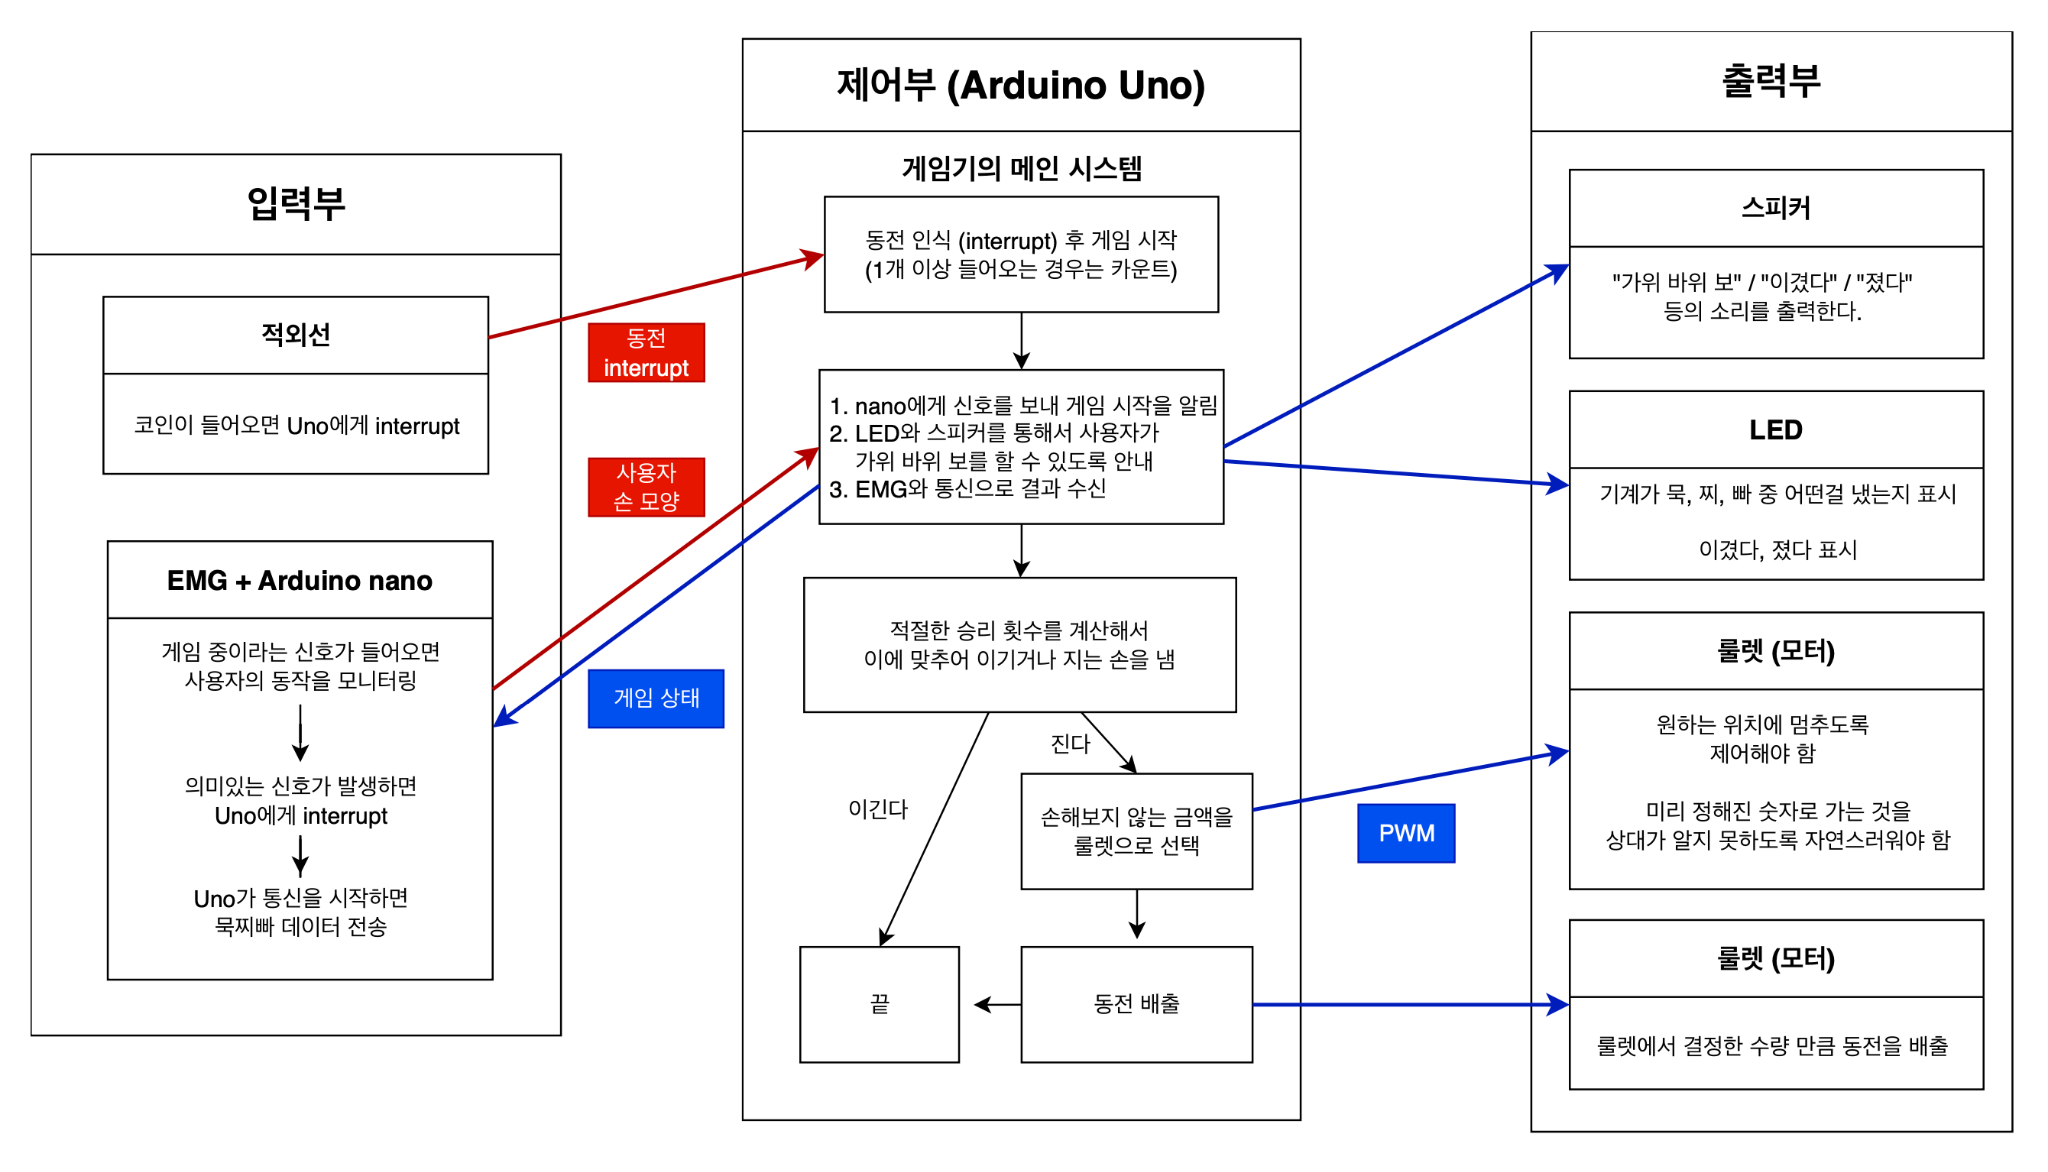 입력부
적외선
코인이 들어오면 Uno에게 interrupt
EMG + Arduino nano
게임 중이라는 신호가 들어오면
사용자의 동작을 모니터링
의미있는 신호가 발생하면
Uno에게 interrupt
Uno가 통신을 시작하면
묵찌빠 데이터 전송
동전
interrupt
사용자
손 모양
게임 상태
제어부 (Arduino Uno)
게임기의 메인 시스템
동전 인식 (interrupt) 후 게임 시작
(1개 이상 들어오는 경우는 카운트)
1. nano에게 신호를 보내 게임 시작을 알림
2. LED와 스피커를 통해서 사용자가
가위 바위 보를 할 수 있도록 안내
3. EMG와 통신으로 결과 수신
적절한 승리 횟수를 계산해서
이에 맞추어 이기거나 지는 손을 냄
진다
이긴다
손해보지 않는 금액을
룰렛으로 선택
끝
동전 배출
PWM
출력부
스피커
"가위 바위 보" / "이겼다" / "졌다"
등의 소리를 출력한다.
LED
기계가 묵, 찌, 빠 중 어떤걸 냈는지 표시
이겼다, 졌다 표시
룰렛 (모터)
원하는 위치에 멈추도록
제어해야 함
미리 정해진 숫자로 가는 것을
상대가 알지 못하도록 자연스러워야 함
룰렛 (모터)
룰렛에서 결정한 수량 만큼 동전을 배출